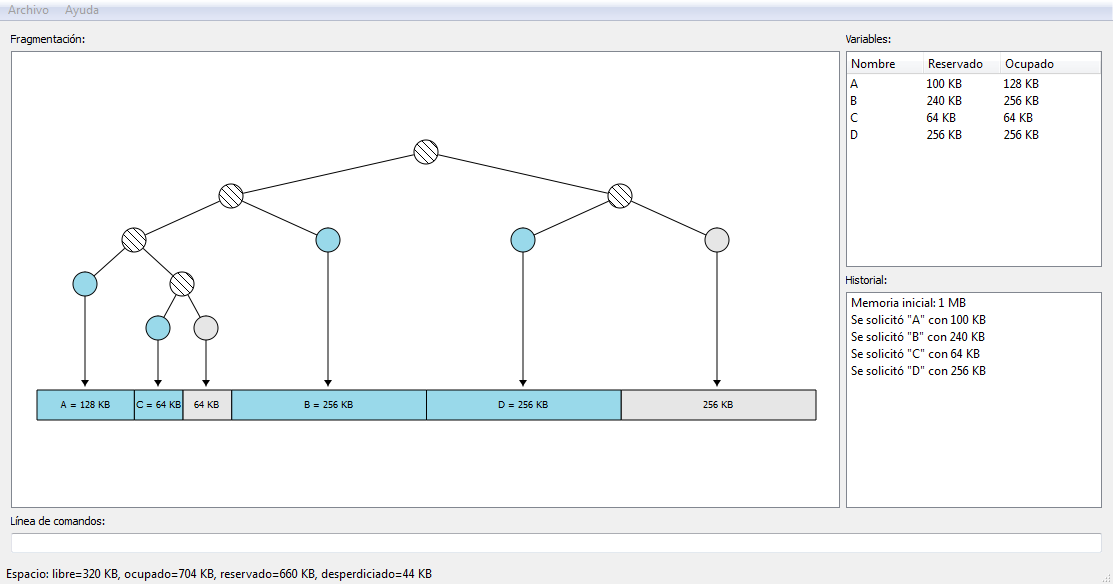 Archivo Ayuda
Fragmentación:
A = 128 KB C = 64 KB 64 KB B = 256 KB D = 256 KB 256 KB
Variables:
Nombre Reservado Ocupado
A 100 KB 128 KB
B 240 KB 256 KB
C 64 KB 64 KB
D 256 KB 256 KB
Historial:
Memoria inicial: 1 MB
Se solicitó "A" con 100 KB
Se solicitó "B" con 240 KB
Se solicitó "C" con 64 KB
Se solicitó "D" con 256 KB
Línea de comandos:
Espacio: libre=320 KB, ocupado=704 KB, reservado=660 KB, desperdiciado=44 KB